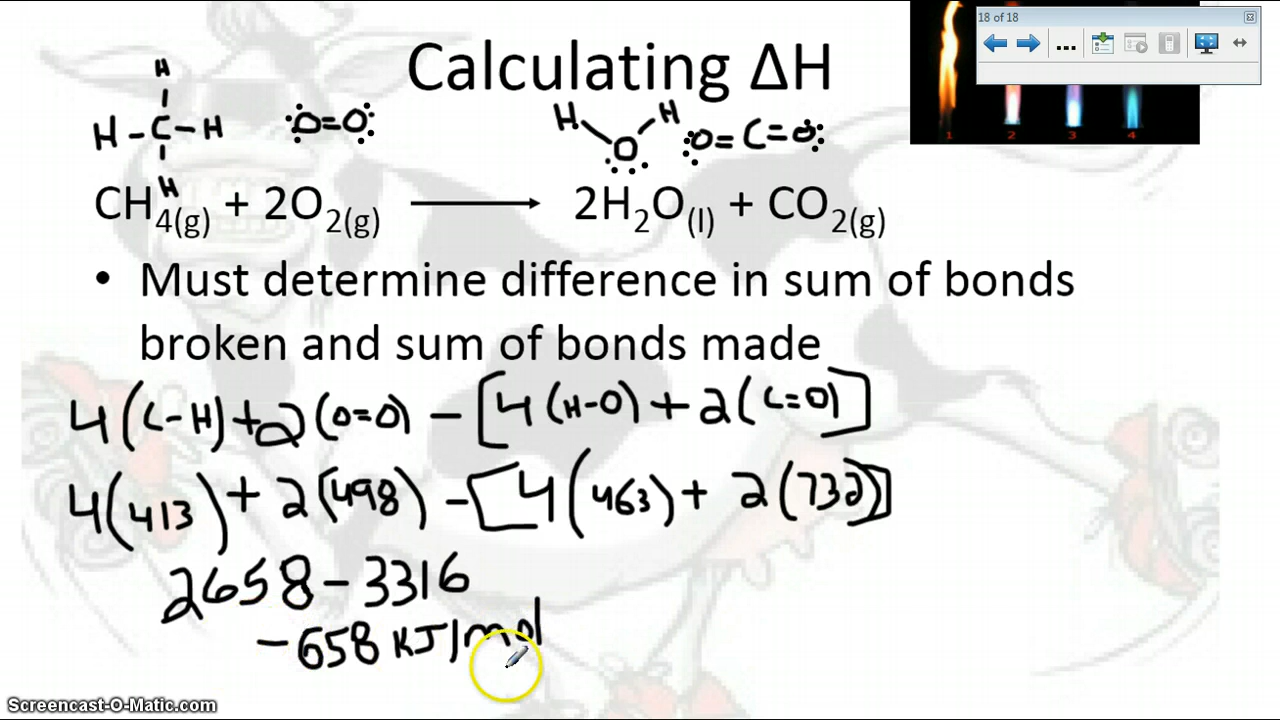 18 of 18
Calculating ΔH
H
H-C-H
H
O=O
H H
O
O=C=O
1 2 3 4
CH4(g) + 2O2(g) → 2H2O(l) + CO2(g)
• Must determine difference in sum of bonds
broken and sum of bonds made
4(C-H)+2(O=O) - [4(H-O)+2(C=O)]
4(413)+2(498) - [4(463)+2(732)]
2658-3316
-658 KJ/mol
Screencast-O-Matic.com